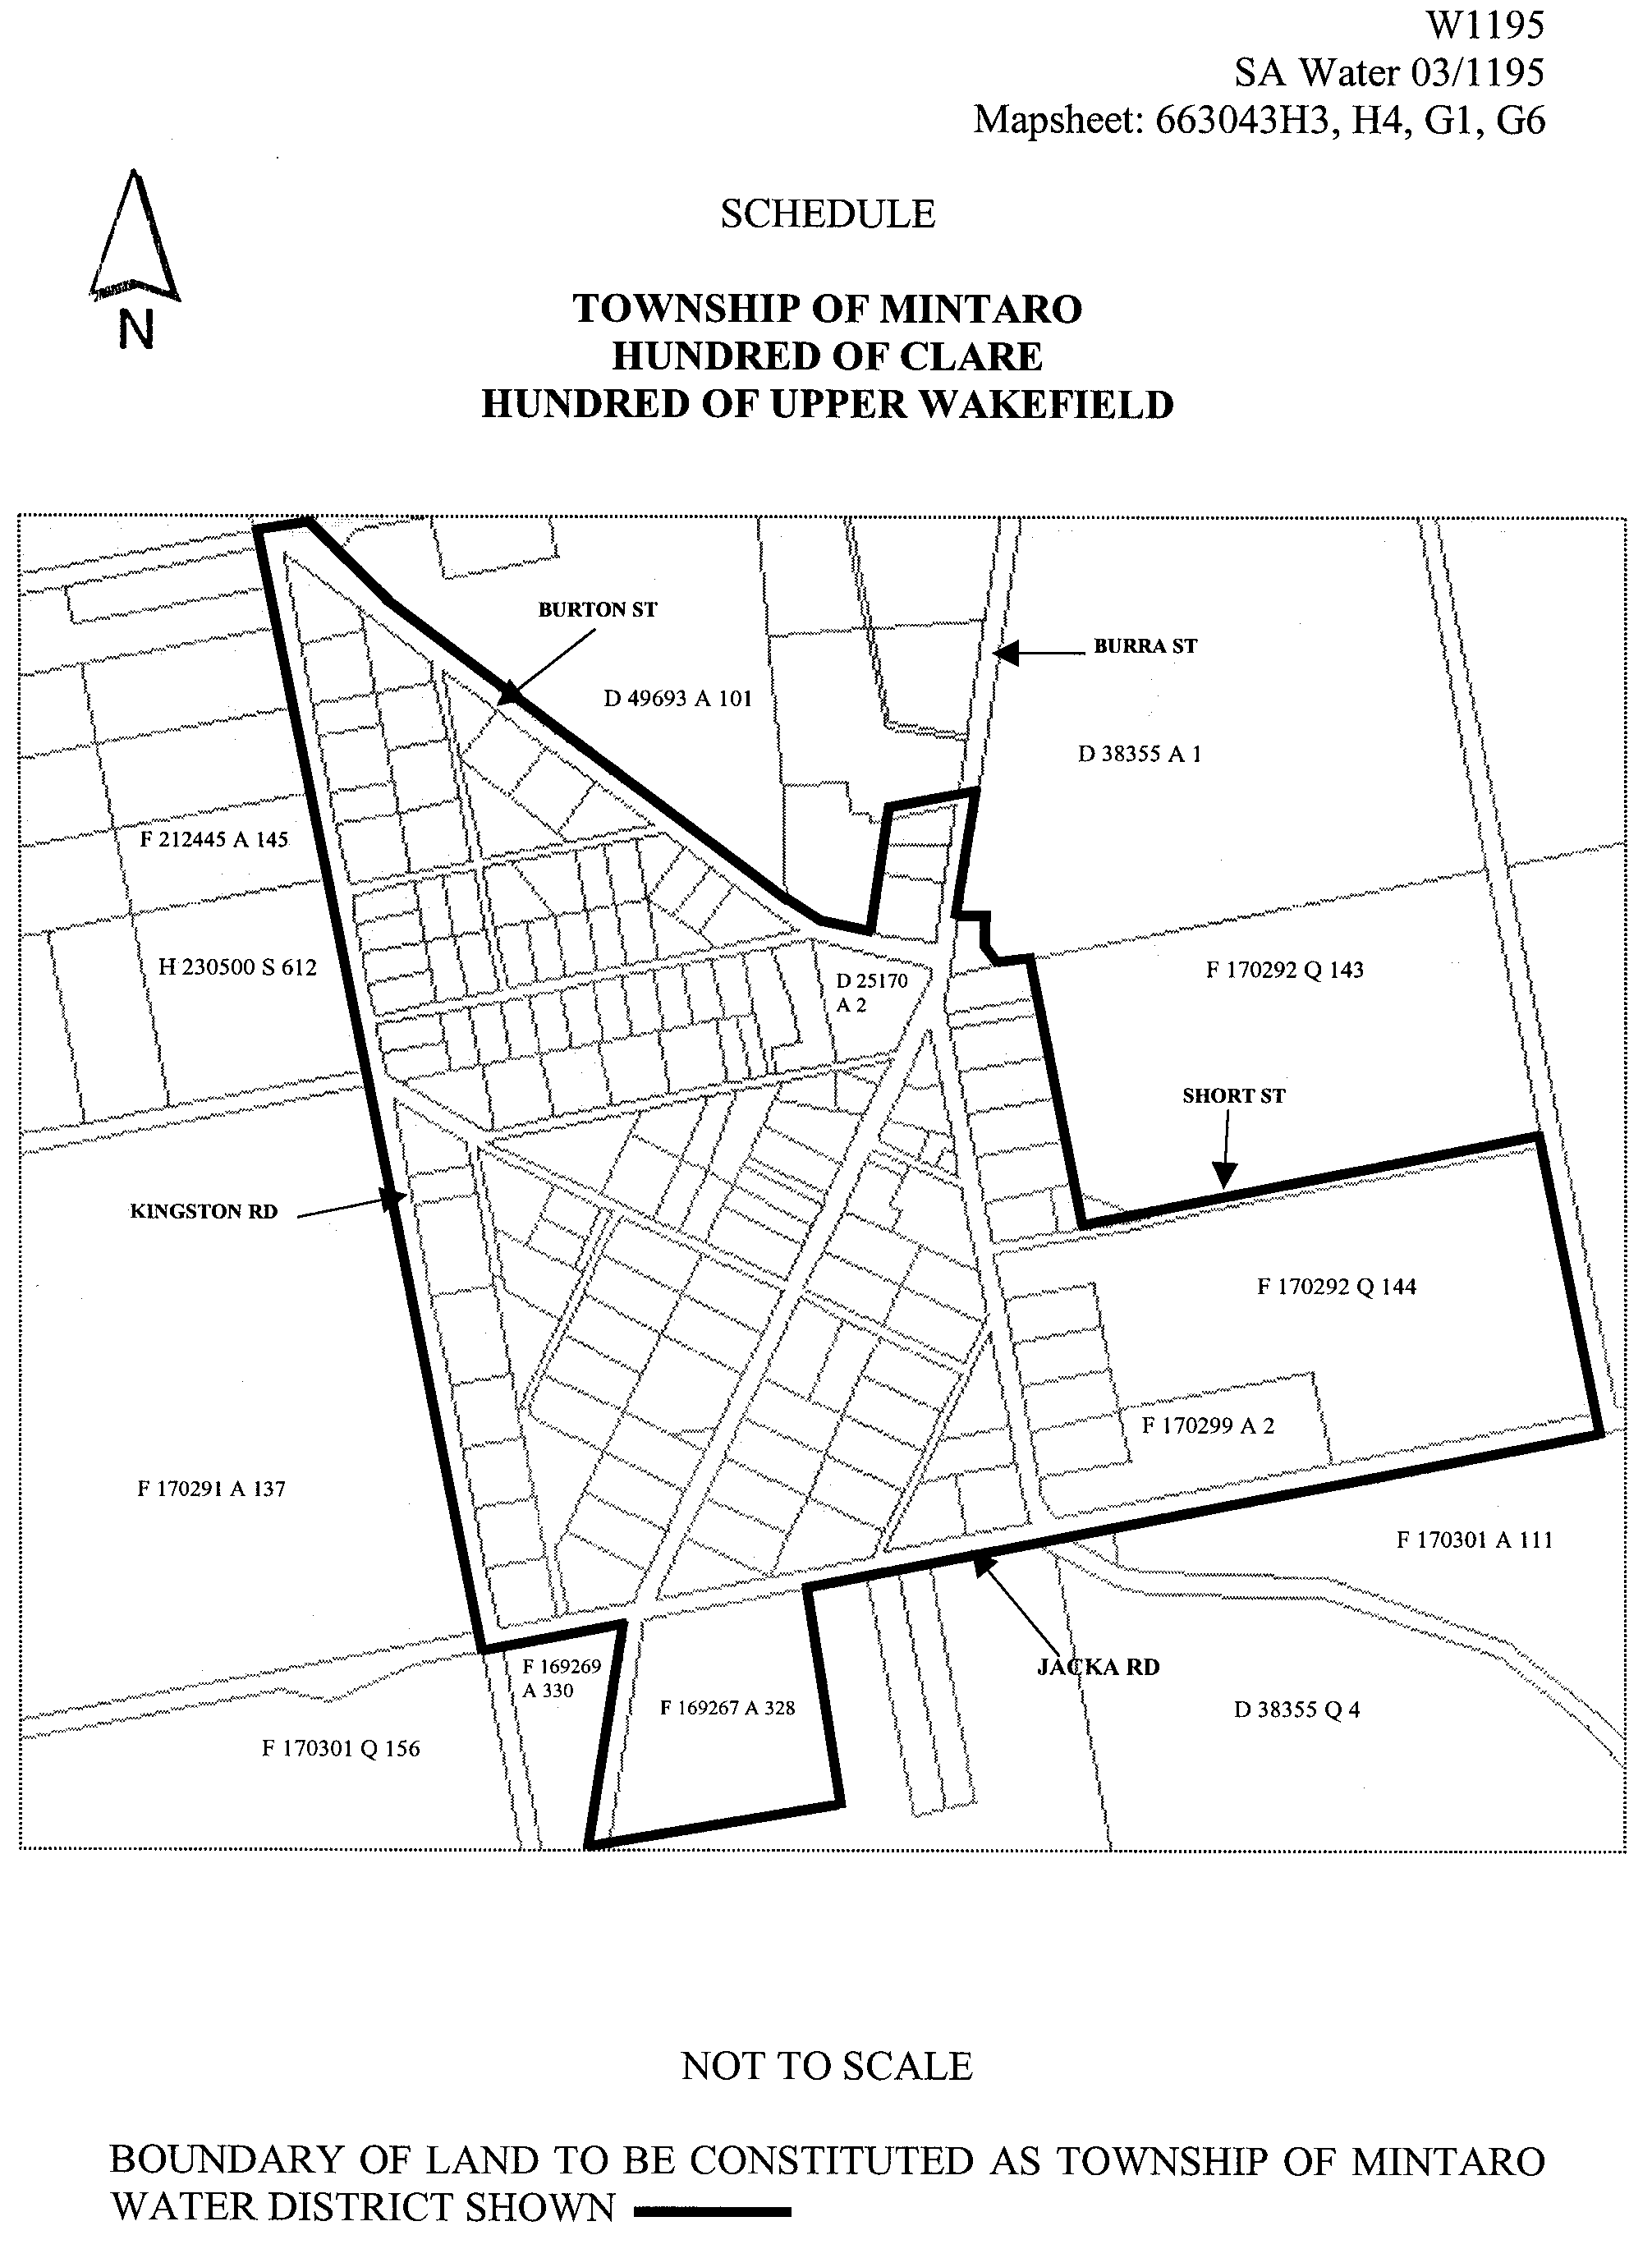 W1195
SA Water 03/1195
Mapsheet: 663043H3, H4, G1, G6
SCHEDULE
N
TOWNSHIP OF MINTARO
HUNDRED OF CLARE
HUNDRED OF UPPER WAKEFIELD
BURTON ST
BURRA ST
D 49693 A 101
D 38355 A 1
F 212445 A 145
H 230500 S 612
D 25170
A 2
F 170292 Q 143
SHORT ST
KINGSTON RD
F 170292 Q 144
F 170299 A 2
F 170291 A 137
F 170301 A 111
F 169269
A 330
JACKA RD
F 169267 A 328
D 38355 Q 4
F 170301 Q 156
NOT TO SCALE
BOUNDARY OF LAND TO BE CONSTITUTED AS TOWNSHIP OF MINTARO
WATER DISTRICT SHOWN